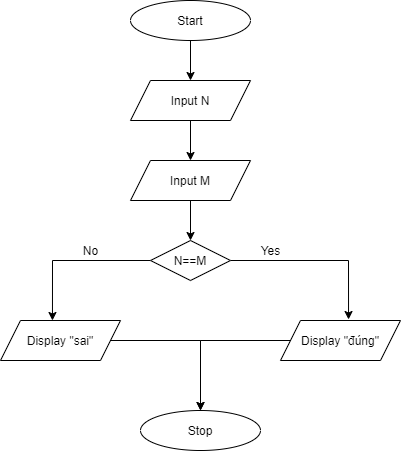 Start
Input N
Input M
N==M
No
Yes
Display "sai"
Display "đúng"
Stop